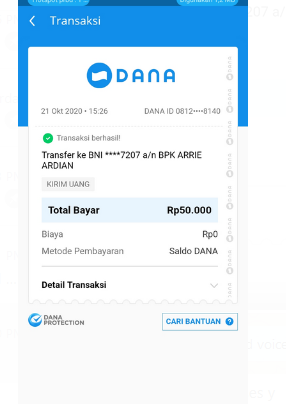 Transaksi
DANA
21 Okt 2020 • 15:26 DANA ID 0812••••8140
Transaksi berhasil!
Transfer ke BNI ****7207 a/n BPK ARRIE
ARDIAN
KIRIM UANG
Total Bayar Rp50.000
Biaya Rp0
Metode Pembayaran Saldo DANA
Detail Transaksi
DANA
PROTECTION
CARI BANTUAN ?